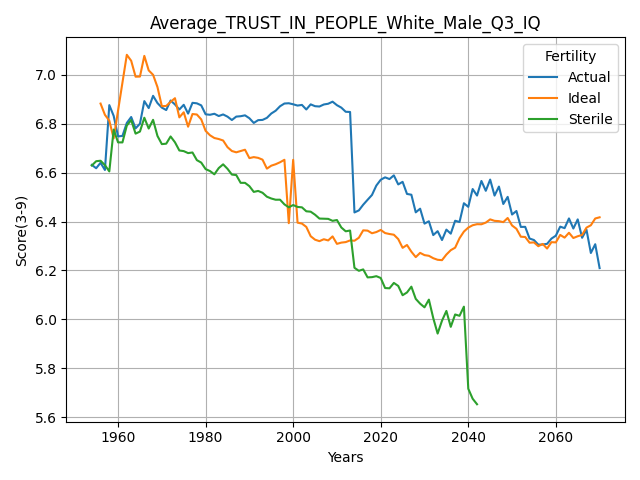 Average_TRUST_IN_PEOPLE_White_Male_Q3_IQ
Fertility
Actual
Ideal
Sterile
Score(3-9)
7.0
6.8
6.6
6.4
6.2
6.0
5.8
5.6
1960 1980 2000 2020 2040 2060
Years